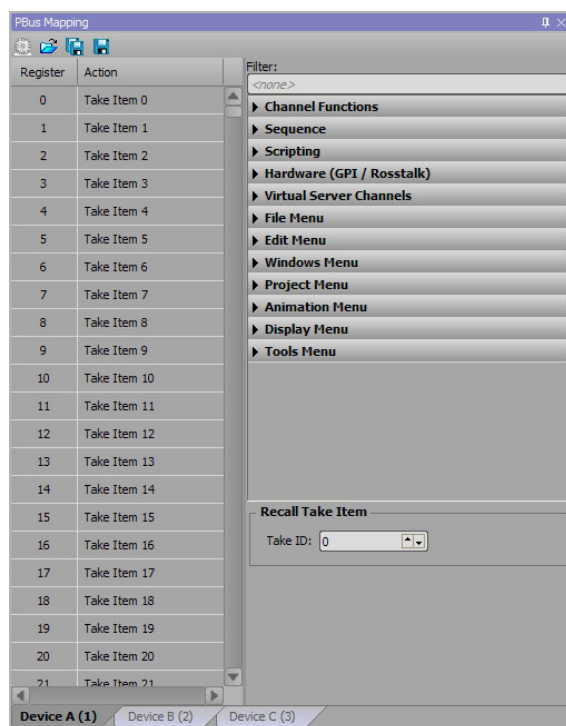 PBus Mapping
Register Action
0 Take Item 0
1 Take Item 1
2 Take Item 2
3 Take Item 3
4 Take Item 4
5 Take Item 5
6 Take Item 6
7 Take Item 7
8 Take Item 8
9 Take Item 9
10 Take Item 10
11 Take Item 11
12 Take Item 12
13 Take Item 13
14 Take Item 14
15 Take Item 15
16 Take Item 16
17 Take Item 17
18 Take Item 18
19 Take Item 19
20 Take Item 20
21 Take Item 21
Filter:
<none>
Channel Functions
Sequence
Scripting
Hardware (GPI / Rosstalk)
Virtual Server Channels
File Menu
Edit Menu
Windows Menu
Project Menu
Animation Menu
Display Menu
Tools Menu
Recall Take Item
Take ID: 0
Device A (1) Device B (2) Device C (3)